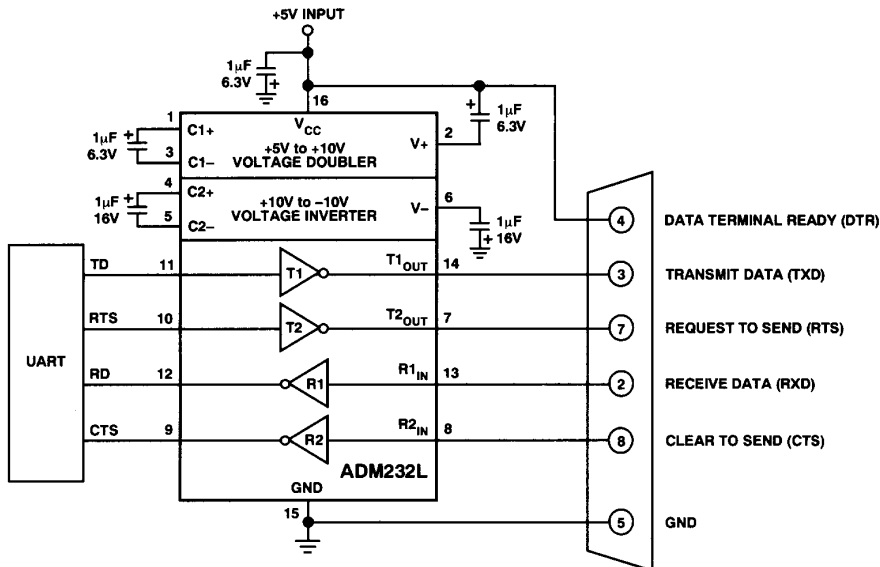 +5V INPUT
1μF
6.3V
+
16
1
C1+
VCC
+
1μF
6.3V
2
V+
+5V to +10V
VOLTAGE DOUBLER
1μF
6.3V
+
3
C1–
4
C2+
+10V to –10V
VOLTAGE INVERTER
6
V–
1μF
16V
+
5
C2–
1μF
16V
+
4
DATA TERMINAL READY (DTR)
UART
TD
11
T1
T1OUT
14
3
TRANSMIT DATA (TXD)
RTS
10
T2
T2OUT
7
7
REQUEST TO SEND (RTS)
RD
12
R1
R1IN
13
2
RECEIVE DATA (RXD)
CTS
9
R2
R2IN
8
8
CLEAR TO SEND (CTS)
ADM232L
GND
15
5
GND